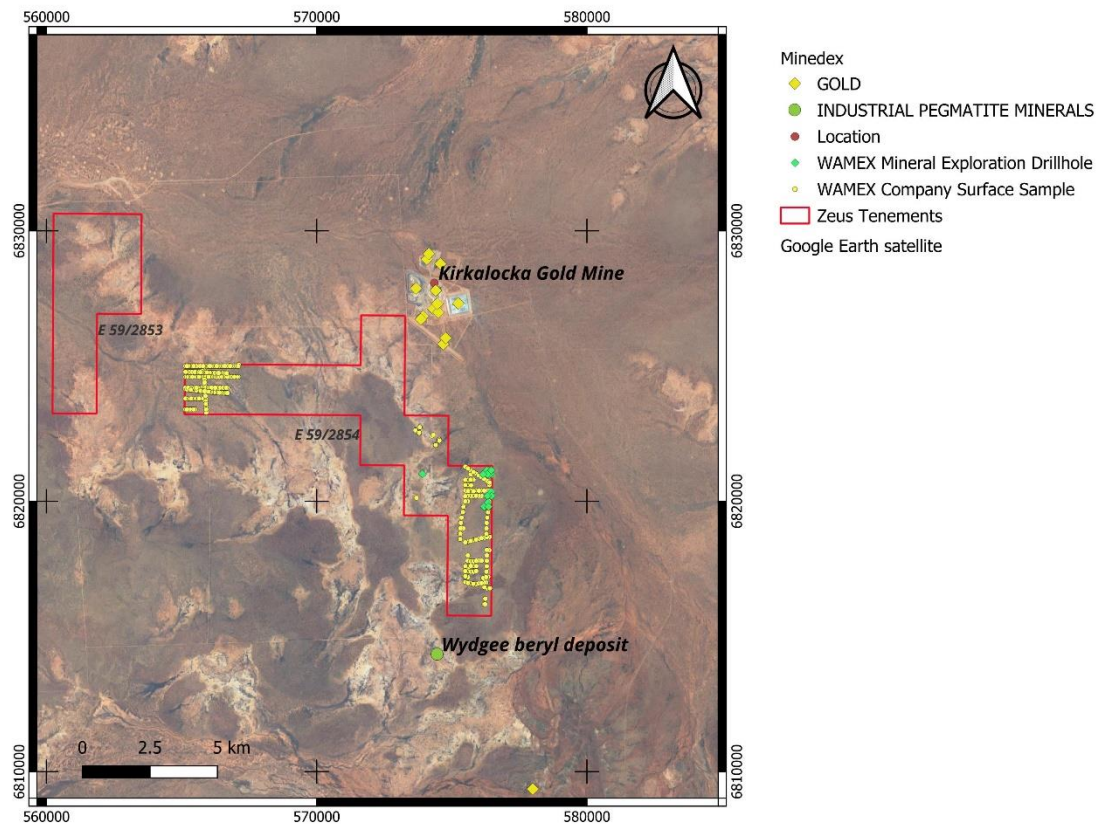 560000
570000
580000
Minedex
GOLD
INDUSTRIAL PEGMATITE MINERALS
Location
WAMEX Mineral Exploration Drillhole
WAMEX Company Surface Sample
Zeus Tenements
Google Earth satellite
6830000
6830000
Kirkalocka Gold Mine
E 59/2853
E 59/2854
6820000
6820000
Wydgee beryl deposit
0 2.5 5 km
6810000
6810000
560000
570000
580000